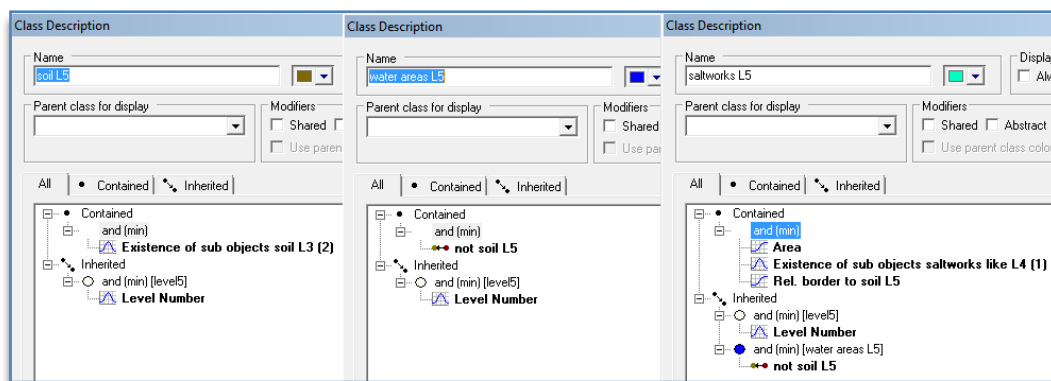 Class Description
Name
soil L5
Parent class for display
Modifiers
Shared
Use paren
All
Contained
Inherited
Contained
and (min)
Existence of sub objects soil L3 (2)
Inherited
and (min) [level5]
Level Number
Class Description
Name
water areas L5
Parent class for display
Modifiers
Shared
Use pa
All
Contained
Inherited
Contained
and (min)
not soil L5
Inherited
and (min) [level5]
Level Number
Class Description
Name
saltworks L5
Display
Alw
Parent class for display
Modifiers
Shared
Abstract
Use parent class color
All
Contained
Inherited
Contained
and (min)
Area
Existence of sub objects saltworks like L4 (1)
Rel. border to soil L5
Inherited
and (min) [level5]
Level Number
and (min) [water areas L5]
not soil L5